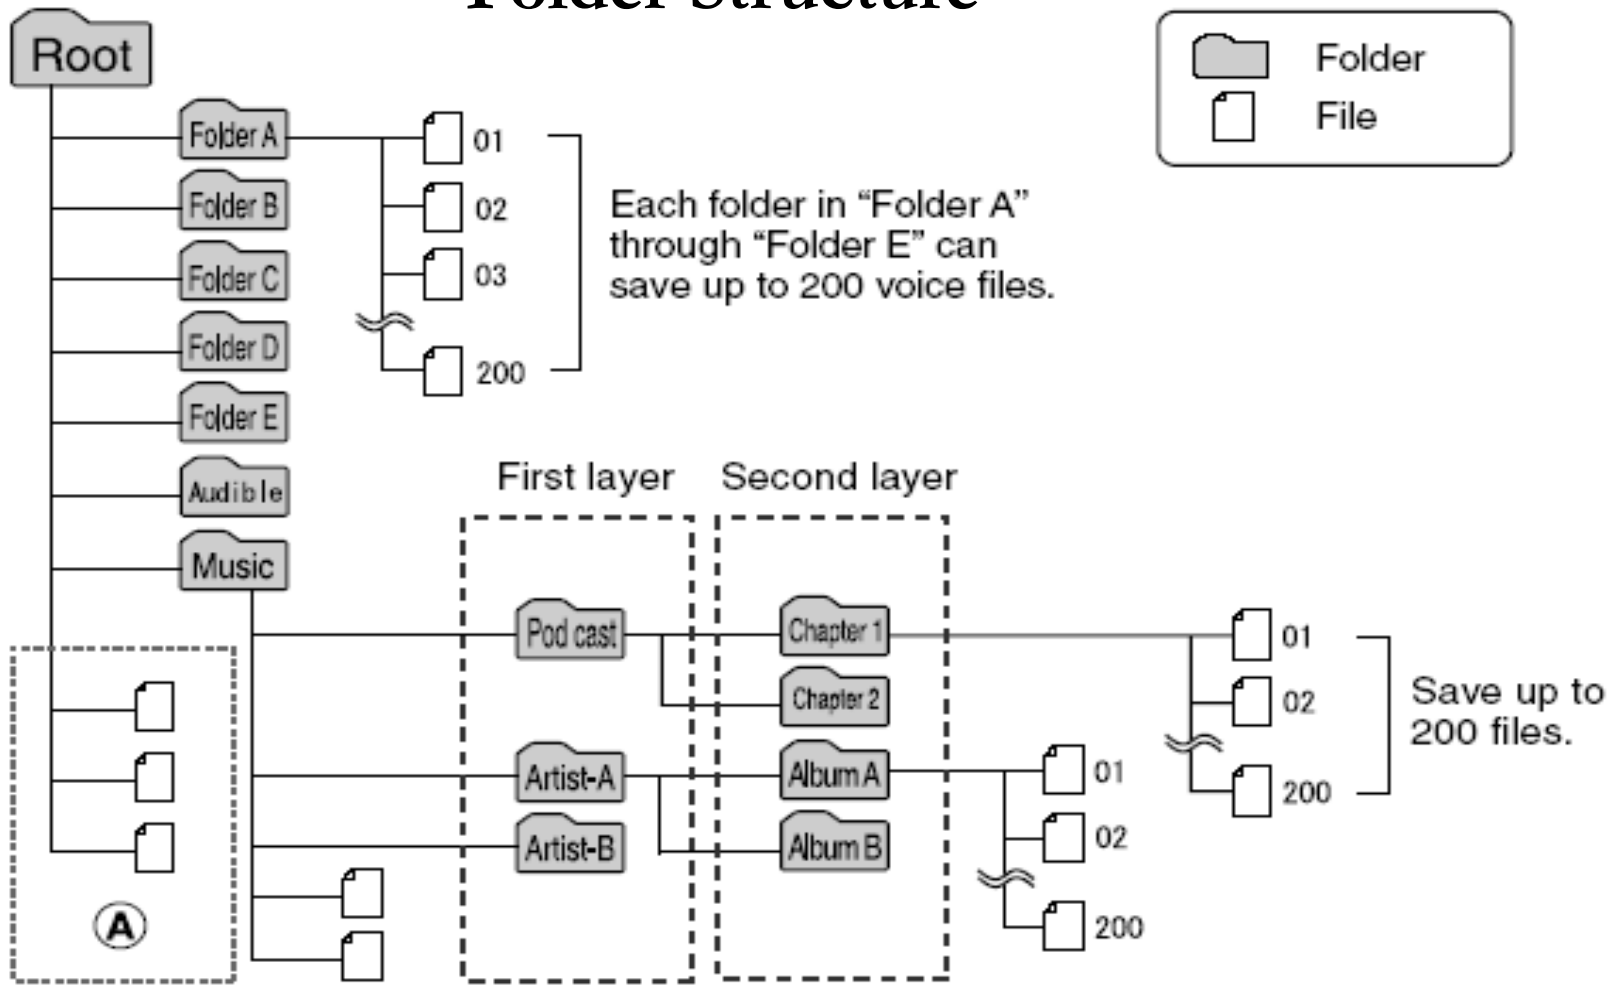 Folder Structure
Root
Folder
File
Folder A
01
Folder B
02
Folder C
03
Folder D
200
Folder E
Each folder in “Folder A”
through “Folder E” can
save up to 200 voice files.
Audible
Music
First layer
Second layer
Pod cast
Chapter 1
Chapter 2
01
02
200
Save up to
200 files.
Artist-A
Album A
01
Artist-B
Album B
02
200
A